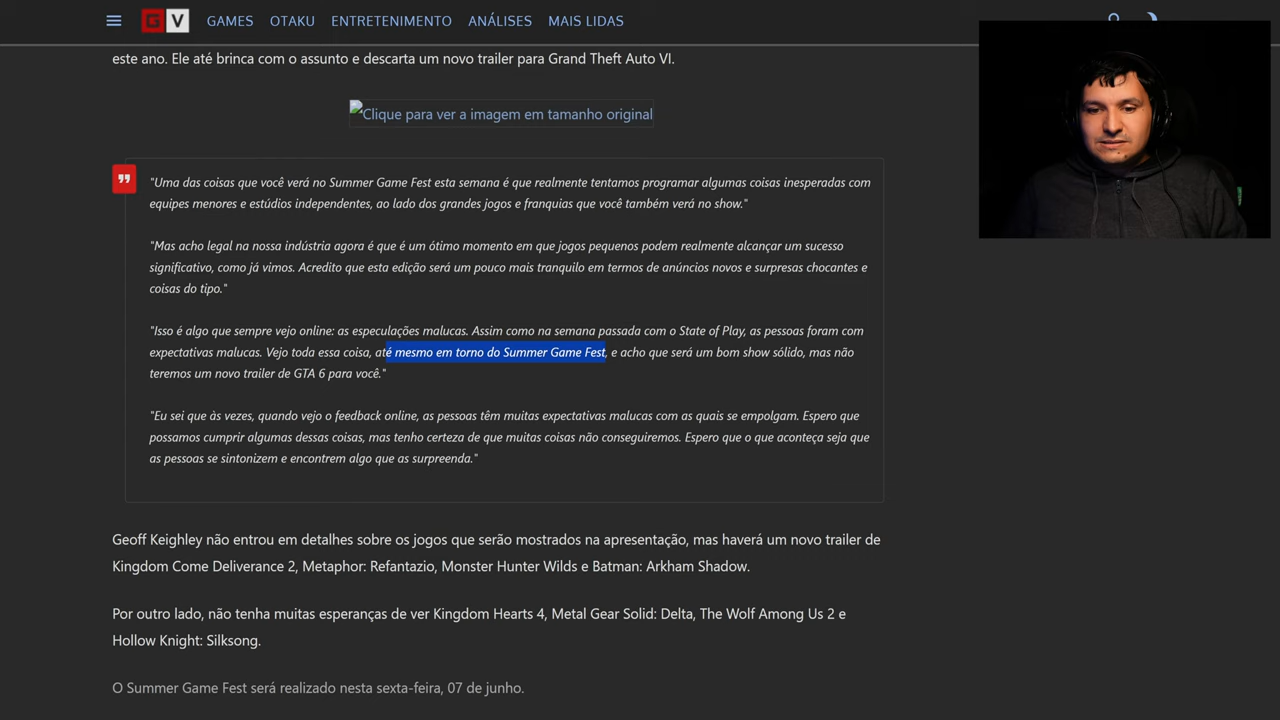 GV GAMES OTAKU ENTRETENIMENTO ANÁLISES MAIS LIDAS
este ano. Ele até brinca com o assunto e descarta um novo trailer para Grand Theft Auto VI.
Clique para ver a imagem em tamanho original
"Uma das coisas que você verá no Summer Game Fest esta semana é que realmente tentamos programar algumas coisas inesperadas com
equipes menores e estúdios independentes, ao lado dos grandes jogos e franquias que você também verá no show."
"Mas acho legal na nossa indústria agora é que é um ótimo momento em que jogos pequenos podem realmente alcançar um sucesso
significativo, como já vimos. Acredito que esta edição será um pouco mais tranquilo em termos de anúncios novos e surpresas chocantes e
coisas do tipo."
"Isso é algo que sempre vejo online: as especulações malucas. Assim como na semana passada com o State of Play, as pessoas foram com
expectativas malucas. Vejo toda essa coisa, até mesmo em torno do Summer Game Fest, e acho que será um bom show sólido, mas não
teremos um novo trailer de GTA 6 para você."
"Eu sei que às vezes, quando vejo o feedback online, as pessoas têm muitas expectativas malucas com as quais se empolgam. Espero que
possamos cumprir algumas dessas coisas, mas tenho certeza de que muitas coisas não conseguiremos. Espero que o que aconteça seja que
as pessoas se sintonizem e encontrem algo que as surpreenda."
Geoff Keighley não entrou em detalhes sobre os jogos que serão mostrados na apresentação, mas haverá um novo trailer de
Kingdom Come Deliverance 2, Metaphor: Refantazio, Monster Hunter Wilds e Batman: Arkham Shadow.
Por outro lado, não tenha muitas esperanças de ver Kingdom Hearts 4, Metal Gear Solid: Delta, The Wolf Among Us 2 e
Hollow Knight: Silksong.
O Summer Game Fest será realizado nesta sexta-feira, 07 de junho.